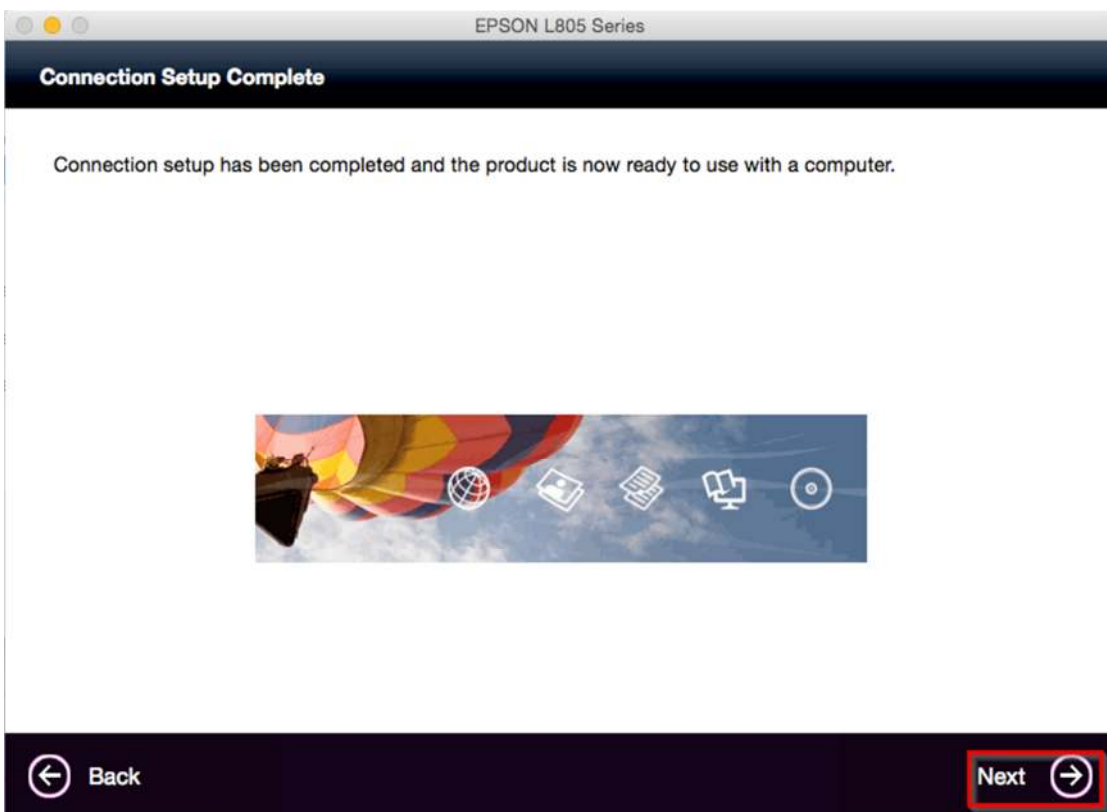 EPSON L805 Series
Connection Setup Complete
Connection setup has been completed and the product is now ready to use with a computer.
Back
Next